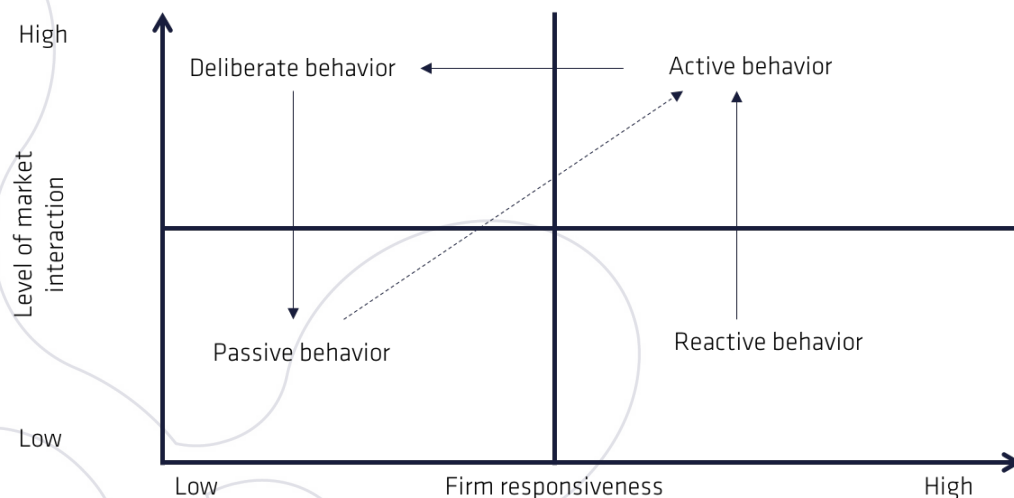 High
Deliberate behavior
Active behavior
Level of market
interaction
Passive behavior
Reactive behavior
Low
Low
Firm responsiveness
High